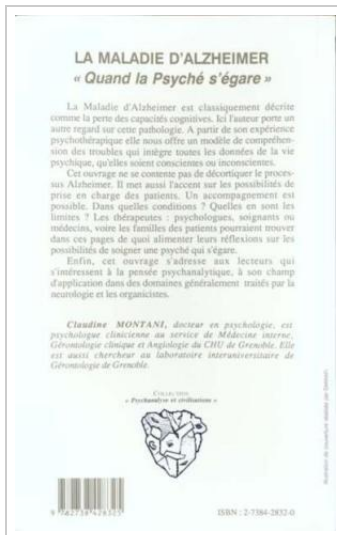 LA MALADIE D'ALZHEIMER
« Quand la Psyché s'égare »
La Maladie d'Alzheimer est classiquement décrite
comme la perte des capacités cognitives. Ici l'auteur porte un
autre regard sur cette pathologie. A partir de son expérience
psychothérapique elle nous offre un modèle de compréhen-
sion des troubles qui intègre toutes les données de la vie
psychique, qu'elles soient conscientes ou inconscientes.
Cet ouvrage ne se contente pas de décortiquer le proces-
sus Alzheimer. Il met aussi l'accent sur les possibilités de
prise en charge des patients. Un accompagnement est
possible. Dans quelles conditions ? Quelles en sont les
limites ? Les thérapeutes : psychologues, soignants ou
médecins, voire les familles des patients pourraient trouver
dans ces pages de quoi alimenter leurs réflexions sur les
possibilités de soigner une psyché qui s'égare.
Enfin, cet ouvrage s'adresse aux lecteurs qui
s'intéressent à la pensée psychanalytique, à son champ
d'application dans des domaines généralement traités par la
neurologie et les organicistes.
Claudine MONTANI, docteur en psychologie, est
psychologue clinicienne au service de Médecine interne,
Gérontologie clinique et Angiologie du CHU de Grenoble. Elle
est aussi chercheur au laboratoire interuniversitaire de
Gérontologie de Grenoble.
COLLECTION
« Psychanalyse et civilisations »
9 782738 428325
ISBN : 2-7384-2832-0